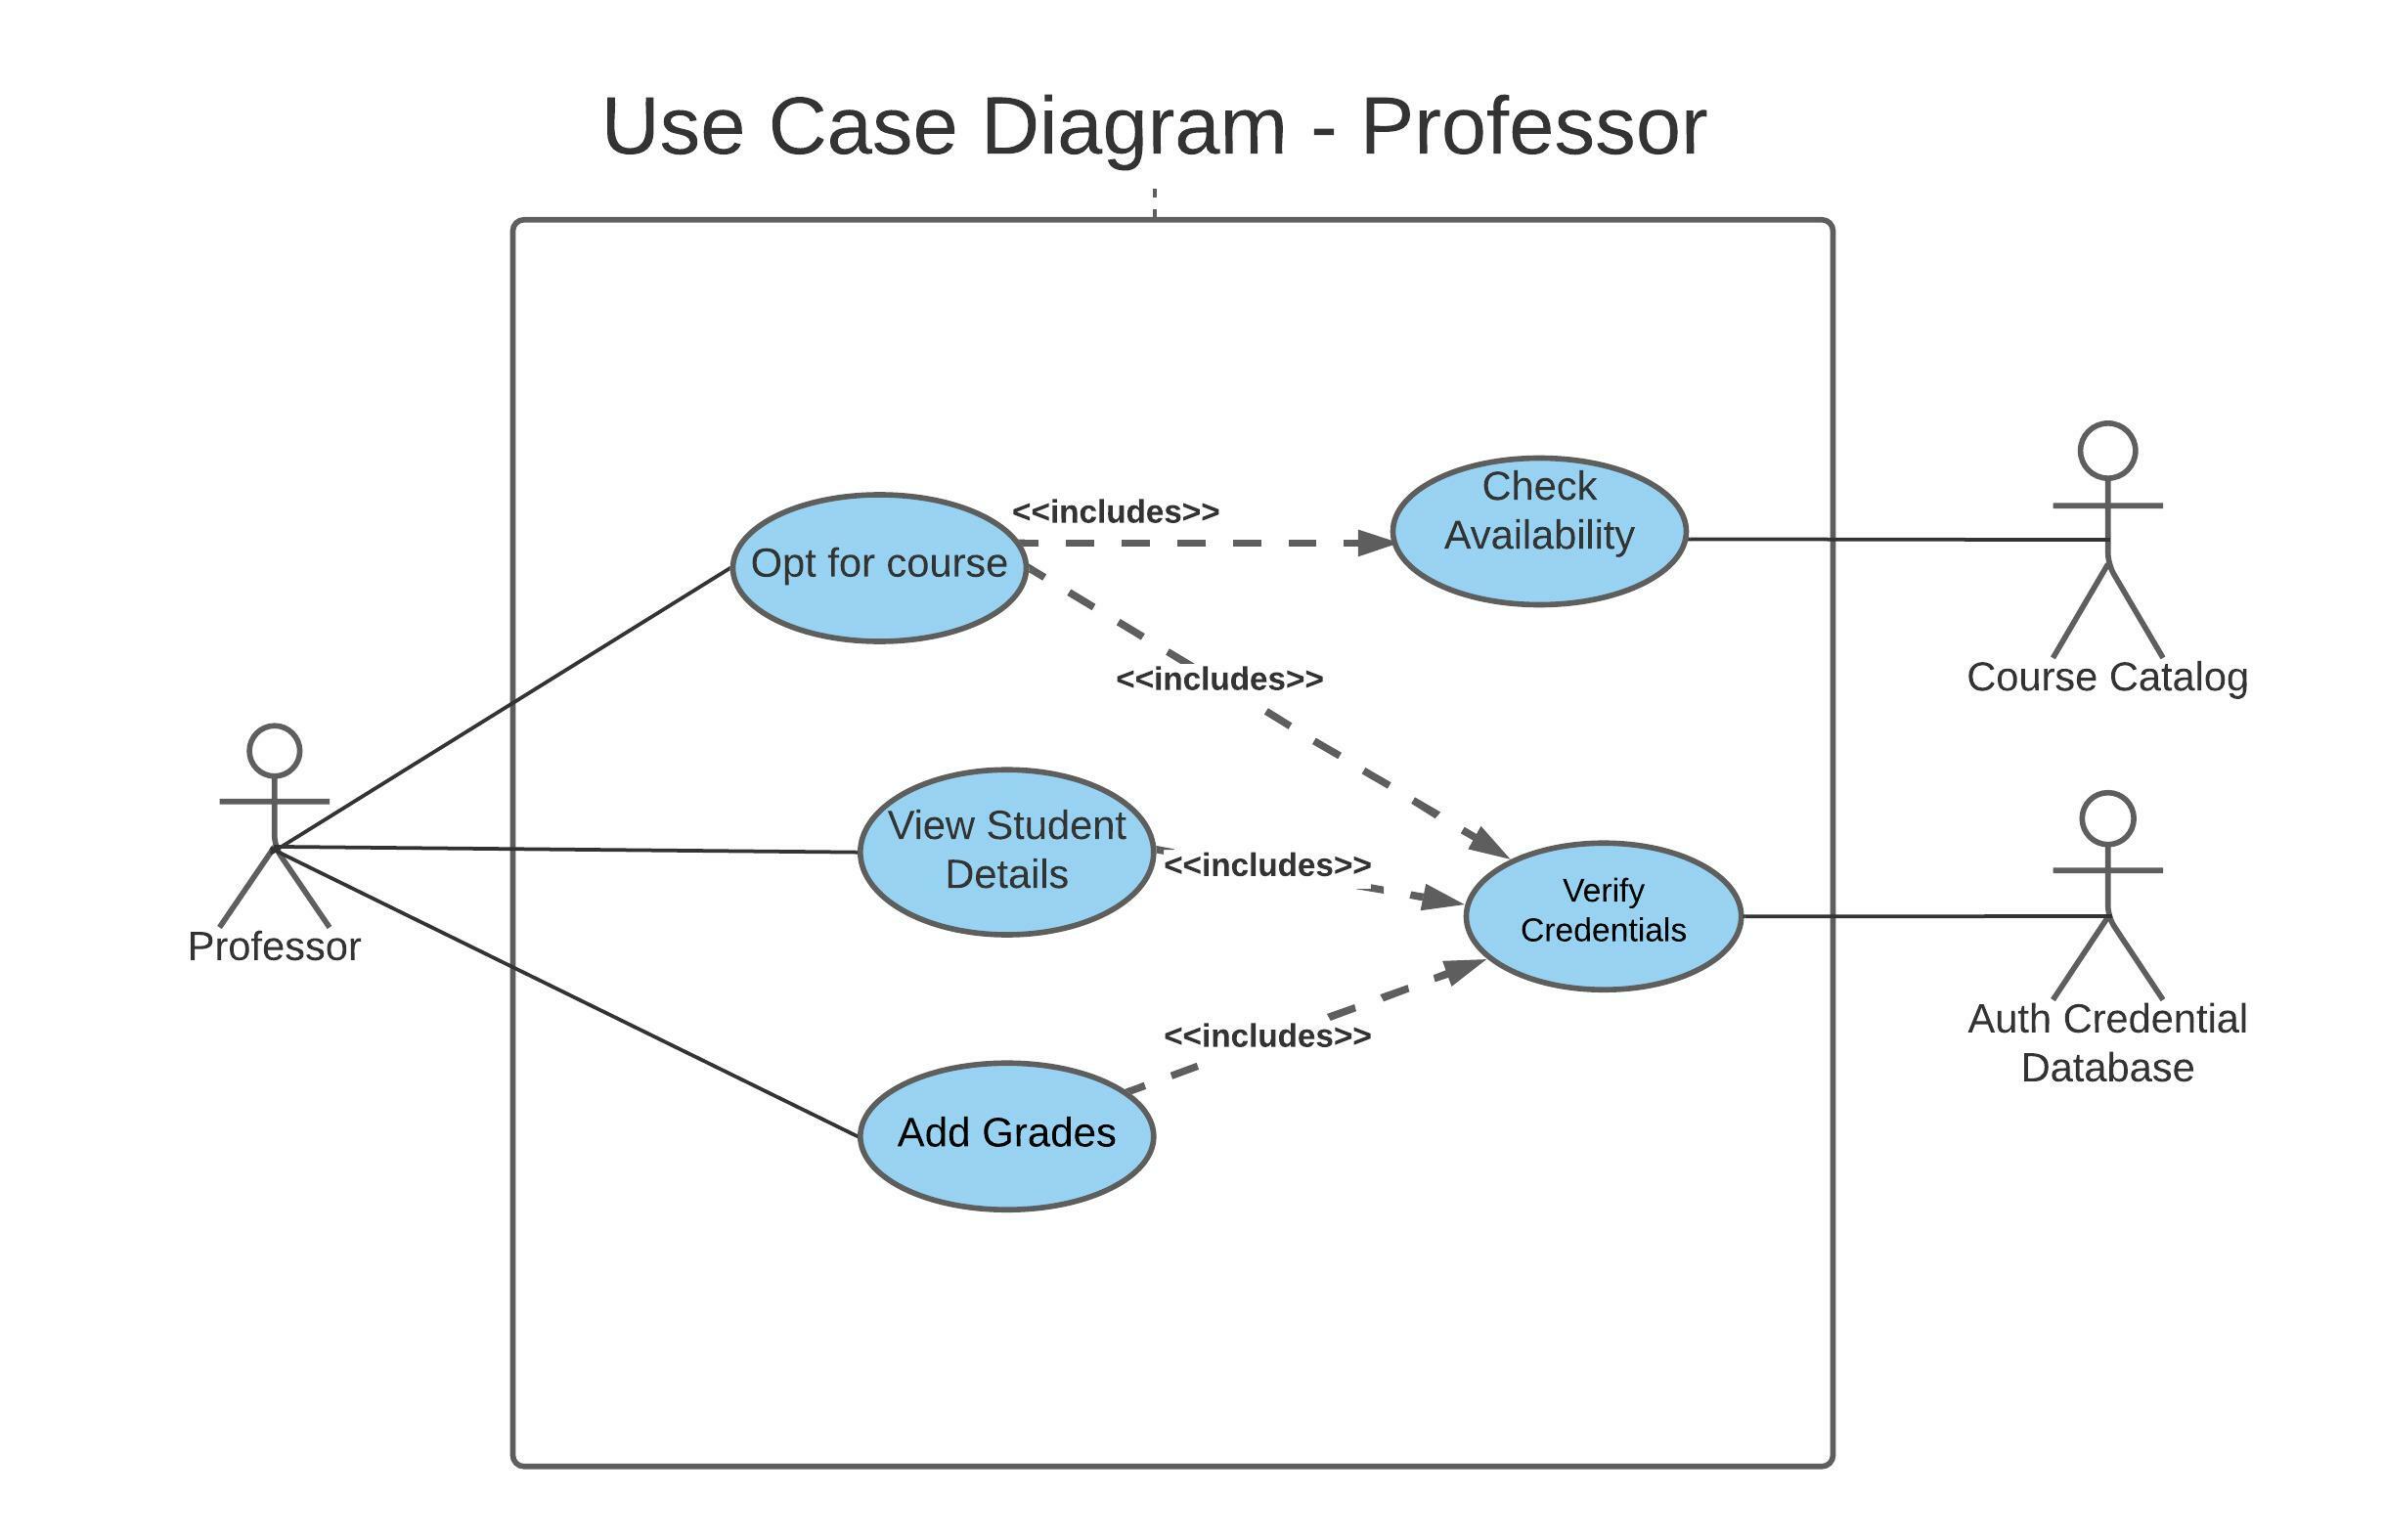 Use Case Diagram - Professor
<<includes>>
Check
Availability
Opt for course
<<includes>>
Course Catalog
View Student
Details
<<includes>>
Verify
Credentials
Professor
<<includes>>
Auth Credential
Database
Add Grades